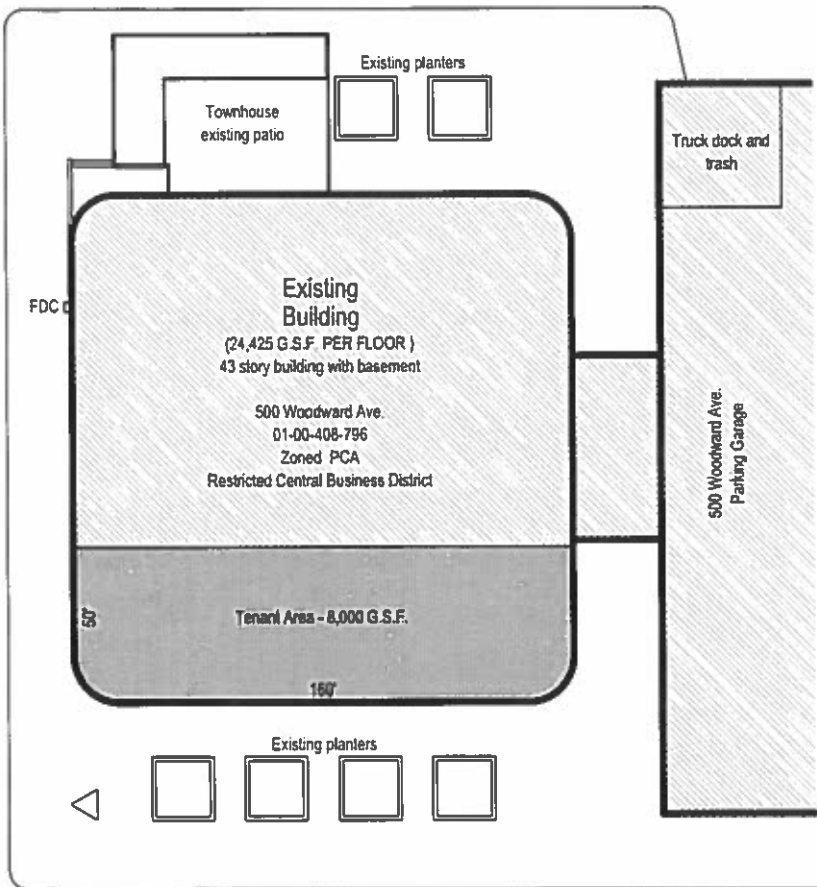 Existing planters
Townhouse
existing patio
Truck dock and
trash
FDC
Existing
Building
(24,425 G.S.F. PER FLOOR )
43 story building with basement
500 Woodward Ave.
01-00-408-796
Zoned PCA
Restricted Central Business District
500 Woodward Ave.
Parking Garage
50'
Tenant Area - 8,000 G.S.F.
160'
Existing planters